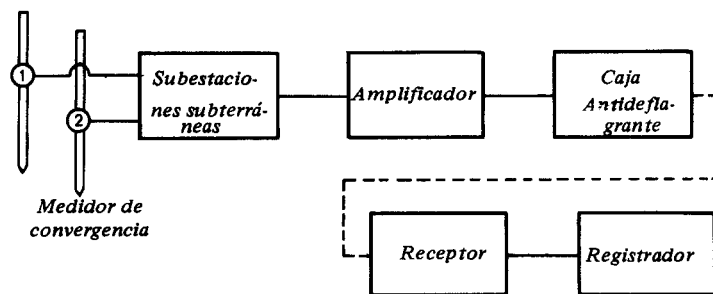 1
2
Subestacio-
nes subterrá-
neas
Amplificador
Caja
Antidefla-
grante
Medidor de
convergencia
Receptor
Registrador